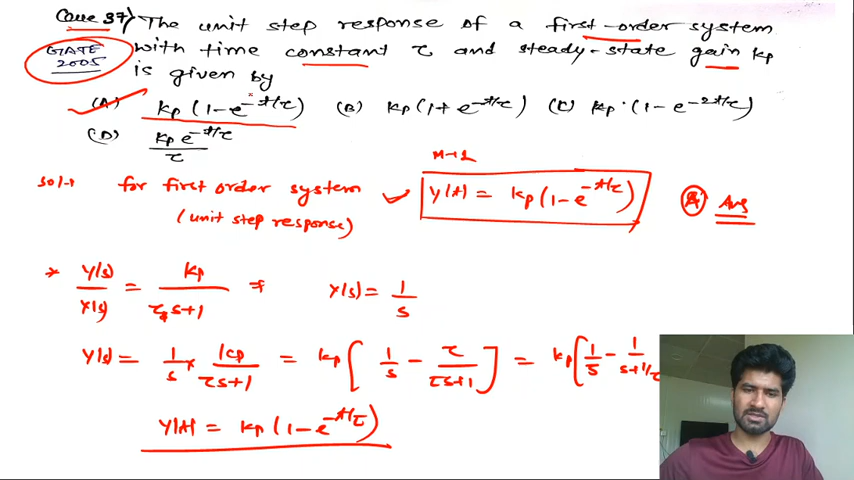 Que 37) The unit step response of a first-order system
GATE 2005
with time constant τ and steady-state gain kp
is given by
(A) kp(1-e^-t/τ) (B) kp(1+e^-t/τ) (C) kp·(1-e^-2t/τ)
(D) kp e^-t/τ / τ
M-1
Sol:- for first order system
(unit step response)
y(t) = kp(1-e^-t/τ)
(A) Ans
* Y(s)/X(s) = kp/(τps+1) ⇒ X(s) = 1/s
Y(s) = 1/s × kp/(τs+1) = kp[1/s - τ/(τs+1)] = kp[1/s - 1/(s+1/τ
y(t) = kp(1-e^-t/τ)